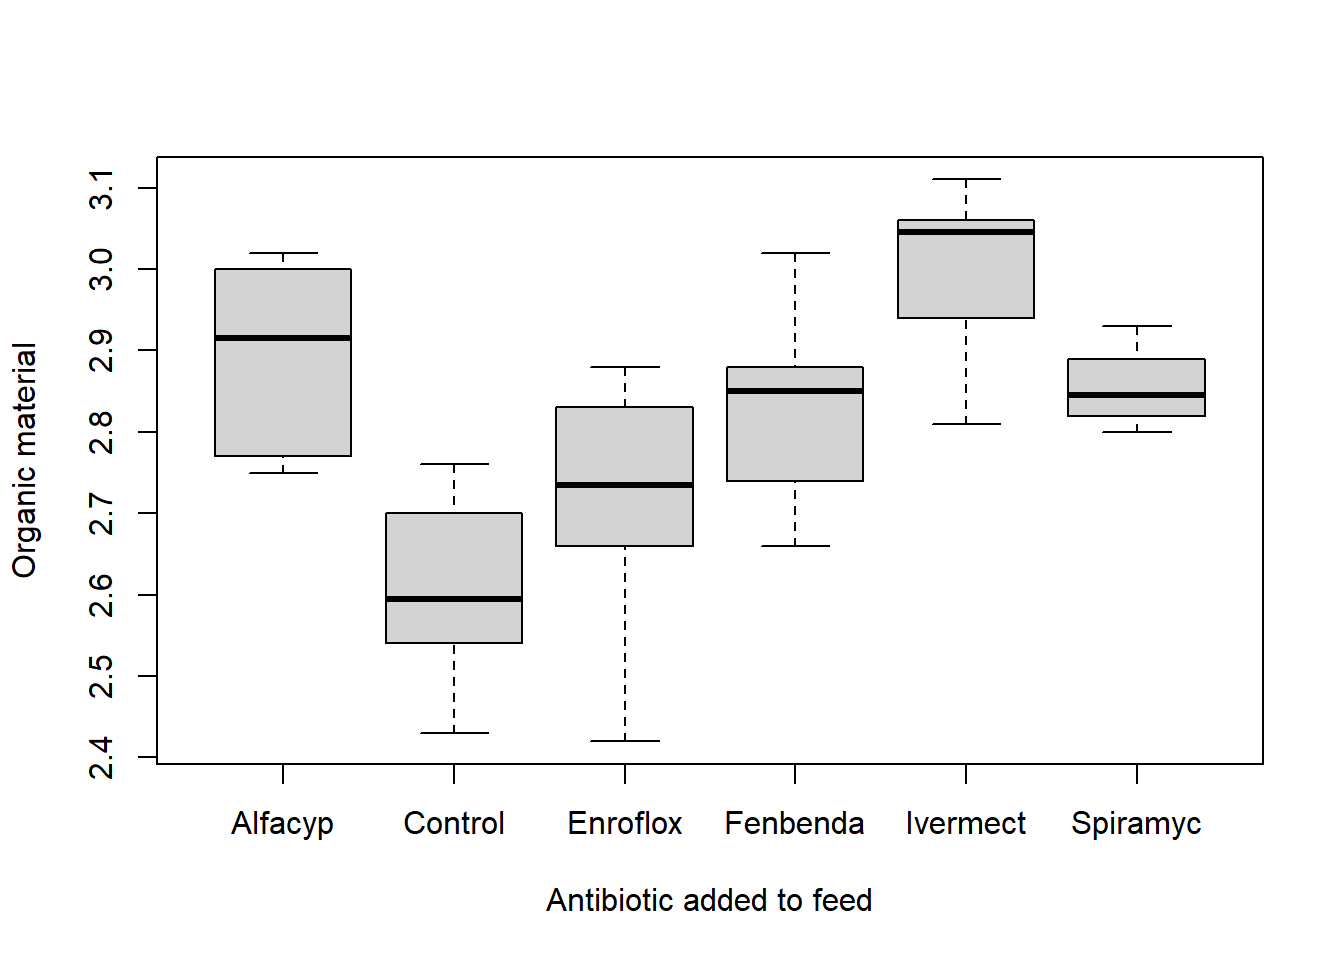 Organic material
3.1
3.0
2.9
2.8
2.7
2.6
2.5
2.4
Alfacyp Control Enroflox Fenbenda Ivermect Spiramyc
Antibiotic added to feed